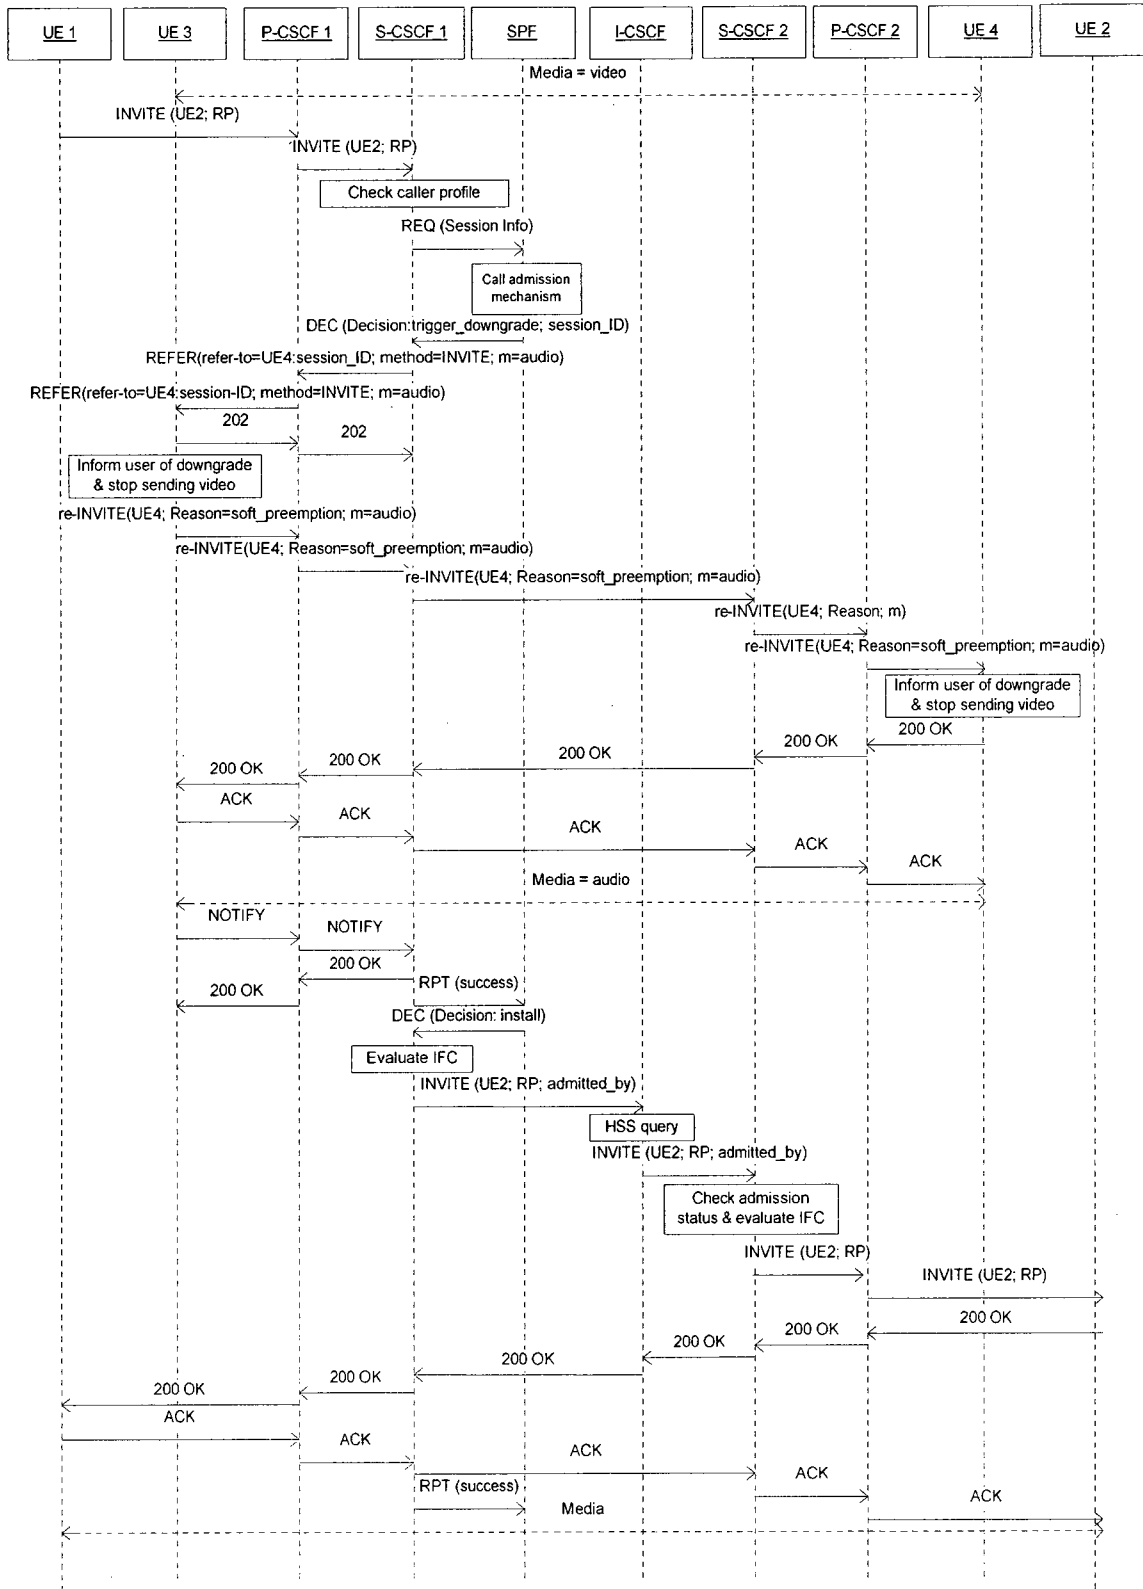 UE 1
UE 3
P-CSCF 1
S-CSCF 1
SPF
I-CSCF
S-CSCF 2
P-CSCF 2
UE 4
UE 2
Media = video
INVITE (UE2; RP)
INVITE (UE2; RP)
Check caller profile
REQ (Session Info)
Call admission
mechanism
DEC (Decision:trigger_downgrade; session_ID)
REFER(refer-to=UE4:session_ID; method=INVITE; m=audio)
REFER(refer-to=UE4:session-ID; method=INVITE; m=audio)
202
202
Inform user of downgrade
& stop sending video
re-INVITE(UE4; Reason=soft_preemption; m=audio)
re-INVITE(UE4; Reason=soft_preemption; m=audio)
re-INVITE(UE4; Reason=soft_preemption; m=audio)
re-INVITE(UE4; Reason; m)
re-INVITE(UE4; Reason=soft_preemption; m=audio)
Inform user of downgrade
& stop sending video
200 OK
200 OK
200 OK
200 OK
200 OK
ACK
ACK
ACK
ACK
ACK
Media = audio
NOTIFY
NOTIFY
200 OK
200 OK
RPT (success)
DEC (Decision: install)
Evaluate IFC
INVITE (UE2; RP; admitted_by)
HSS query
INVITE (UE2; RP; admitted_by)
Check admission
status & evaluate IFC
INVITE (UE2; RP)
INVITE (UE2; RP)
200 OK
200 OK
200 OK
200 OK
200 OK
200 OK
ACK
ACK
ACK
ACK
ACK
RPT (success)
Media